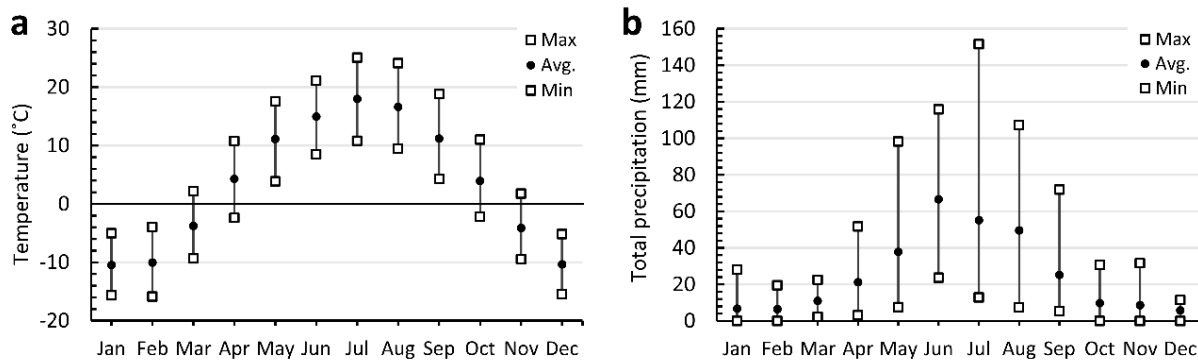 a
Temperature (˚C)
30
20
10
0
-10
-20
Max
Avg.
Min
Jan Feb Mar Apr May Jun Jul Aug Sep Oct Nov Dec
b
Total precipitation (mm)
160
140
120
100
80
60
40
20
0
Max
Avg.
Min
Jan Feb Mar Apr May Jun Jul Aug Sep Oct Nov Dec